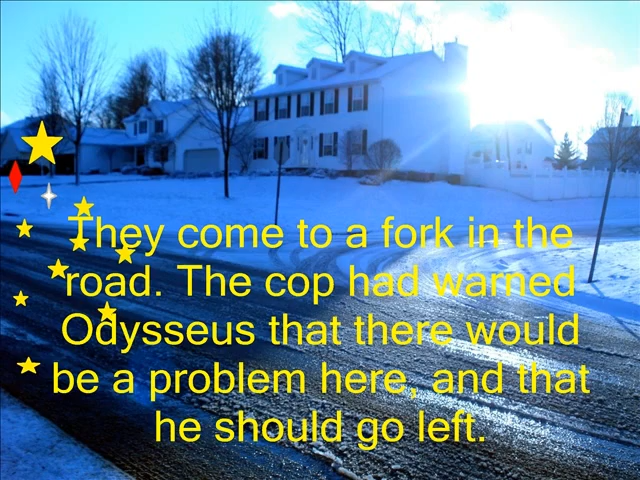 They come to a fork in the
road. The cop had warned
Odysseus that there would
be a problem here, and that
he should go left.